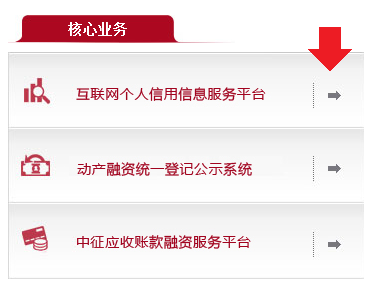 核心业务
互联网个人信用信息服务平台
动产融资统一登记公示系统
中征应收账款融资服务平台